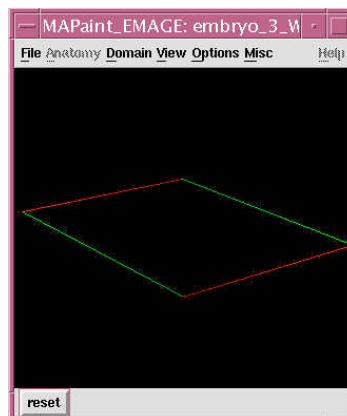 MAPaint_EMAGE: embryo_3_W
File Anatomy Domain View Options Misc Help
reset